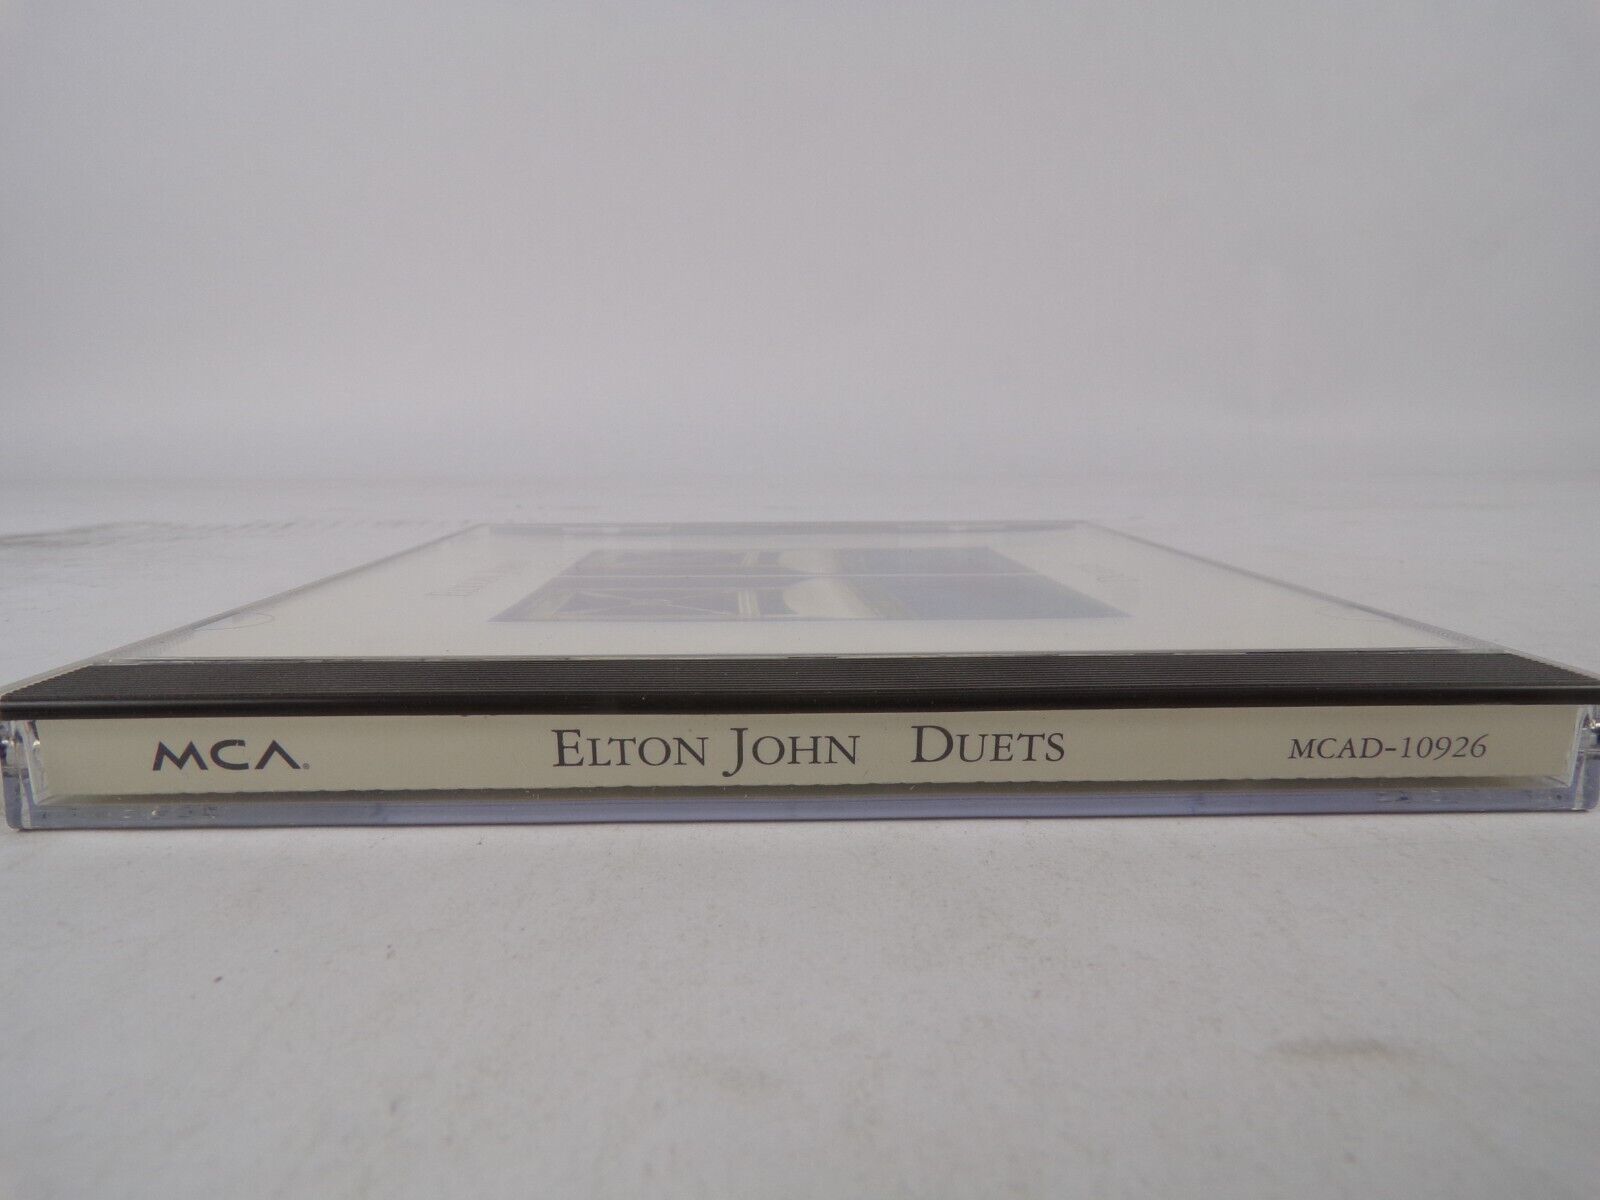 MCA®
ELTON JOHN DUETS
MCAD-10926